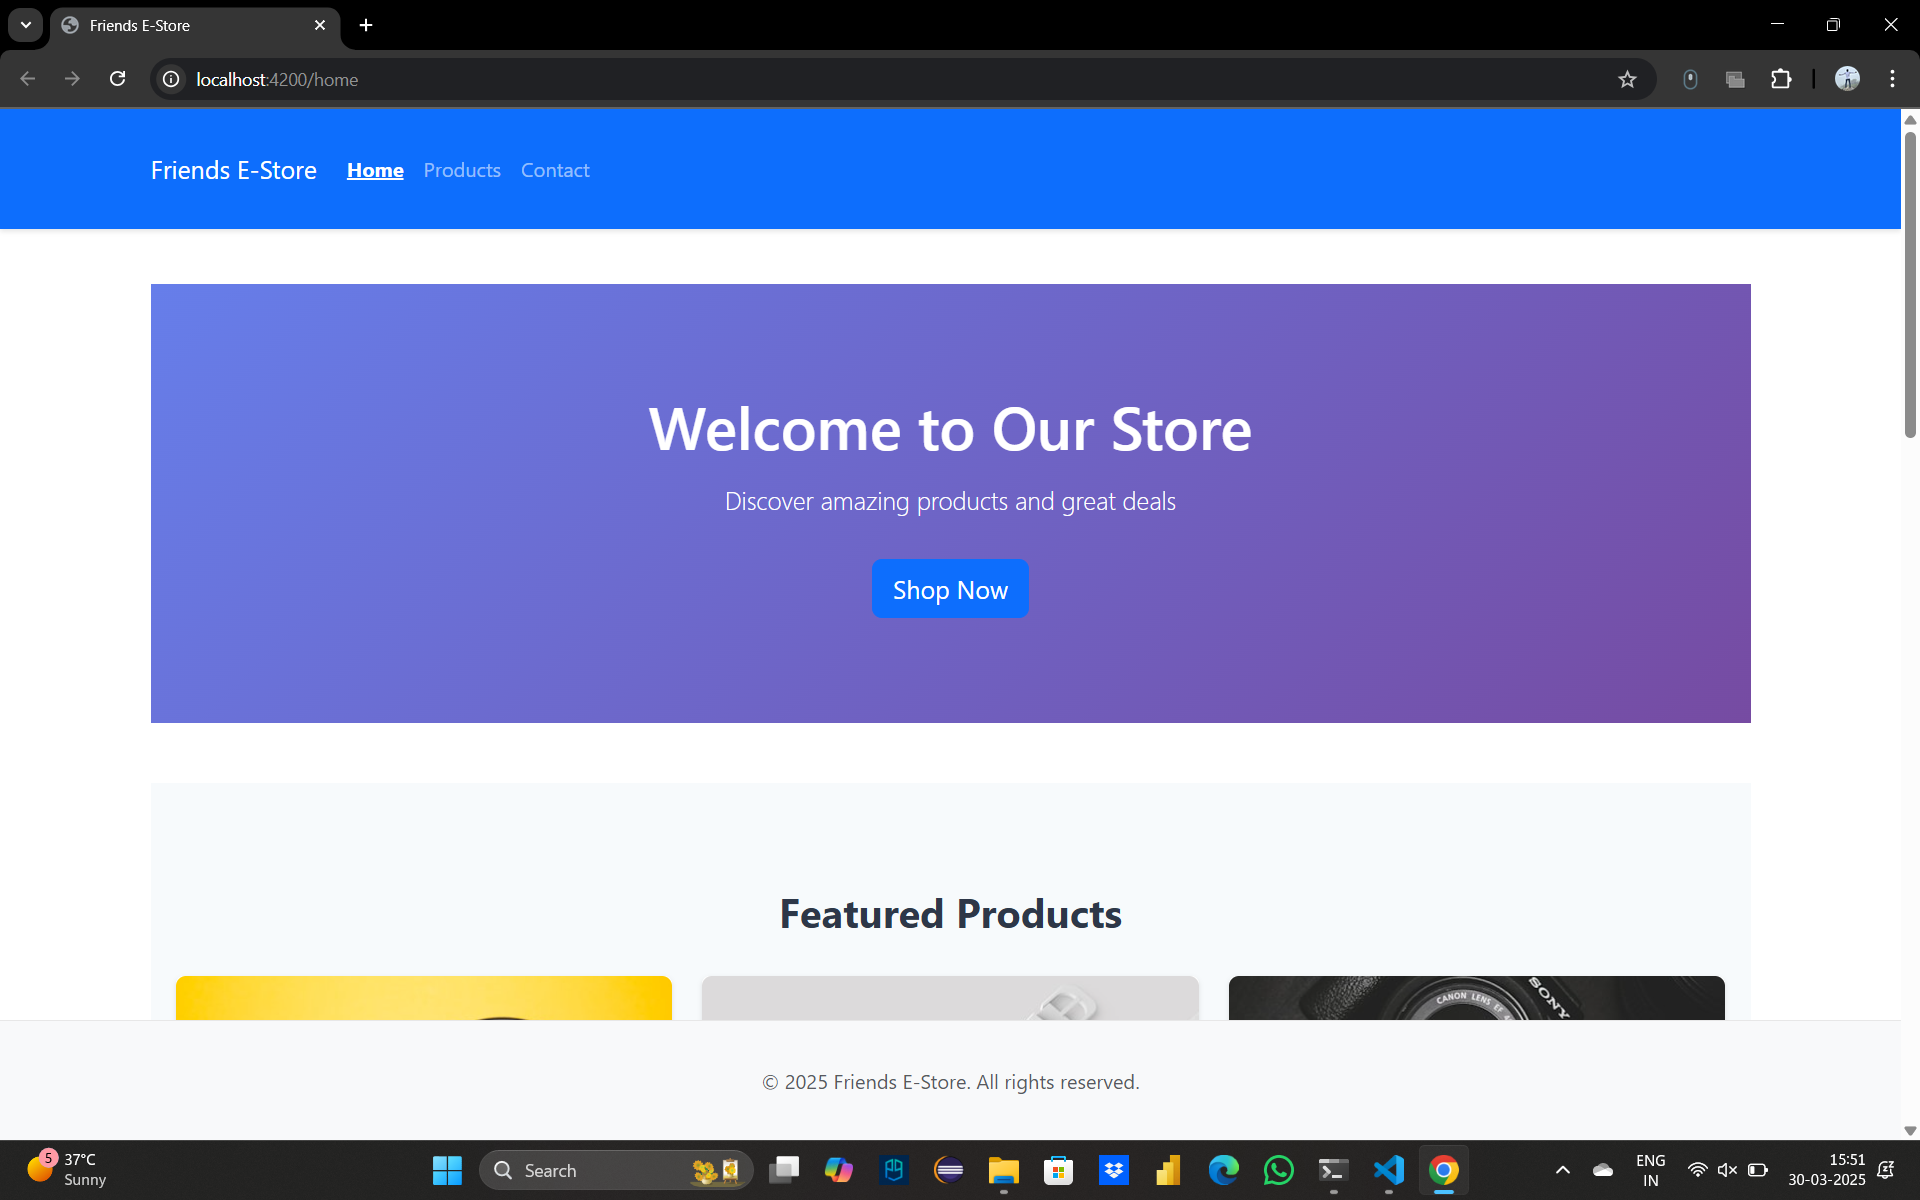 Friends E-Store
localhost:4200/home
Friends E-Store Home Products Contact
Welcome to Our Store
Discover amazing products and great deals
Shop Now
Featured Products
CANON LENS EF
SONY
© 2025 Friends E-Store. All rights reserved.
5
37°C
Sunny
Search
ENG
IN
15:51
30-03-2025